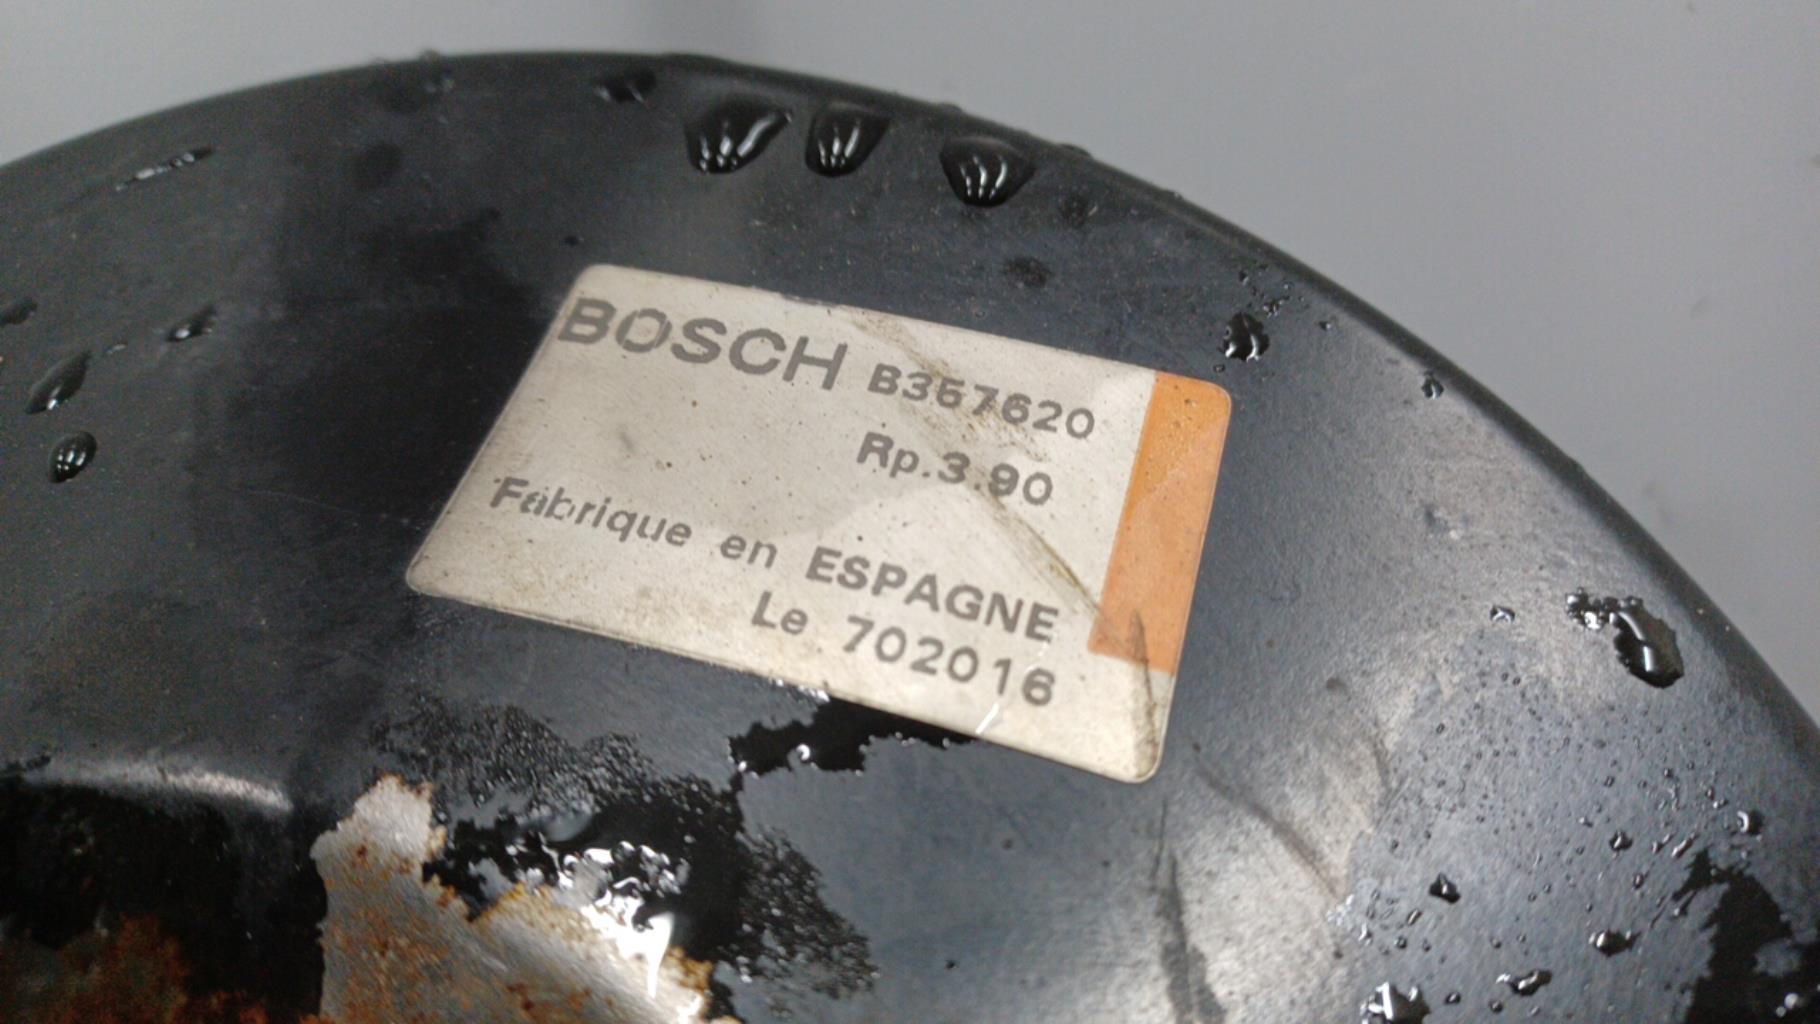 BOSCH B357620
Rp.3.90
Fabrique en ESPAGNE
Le 702016